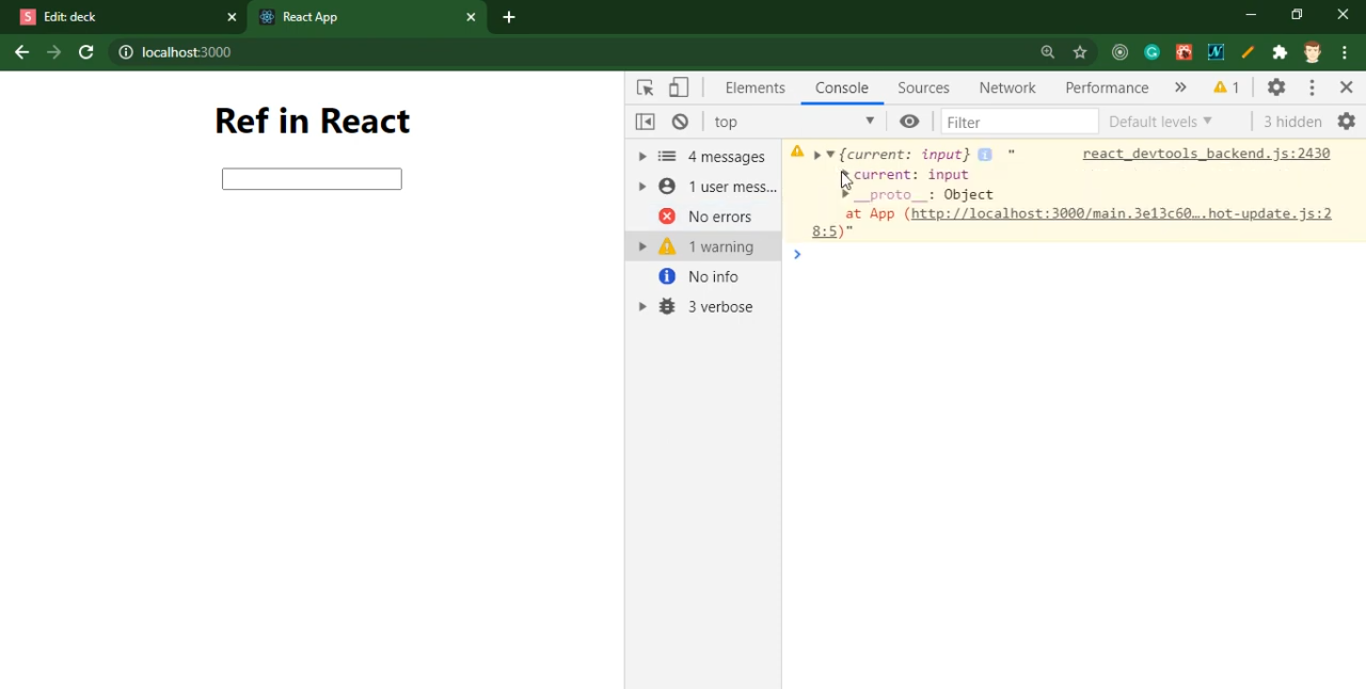 S Edit: deck
React App
localhost:3000
Ref in React
Elements Console Sources Network Performance 1
top Filter Default levels 3 hidden
4 messages
1 user mess...
No errors
1 warning
No info
3 verbose
{current: input} i " react_devtools_backend.js:2430
current: input
__proto__: Object
at App (http://localhost:3000/main.3e13c60….hot-update.js:2
8:5)"